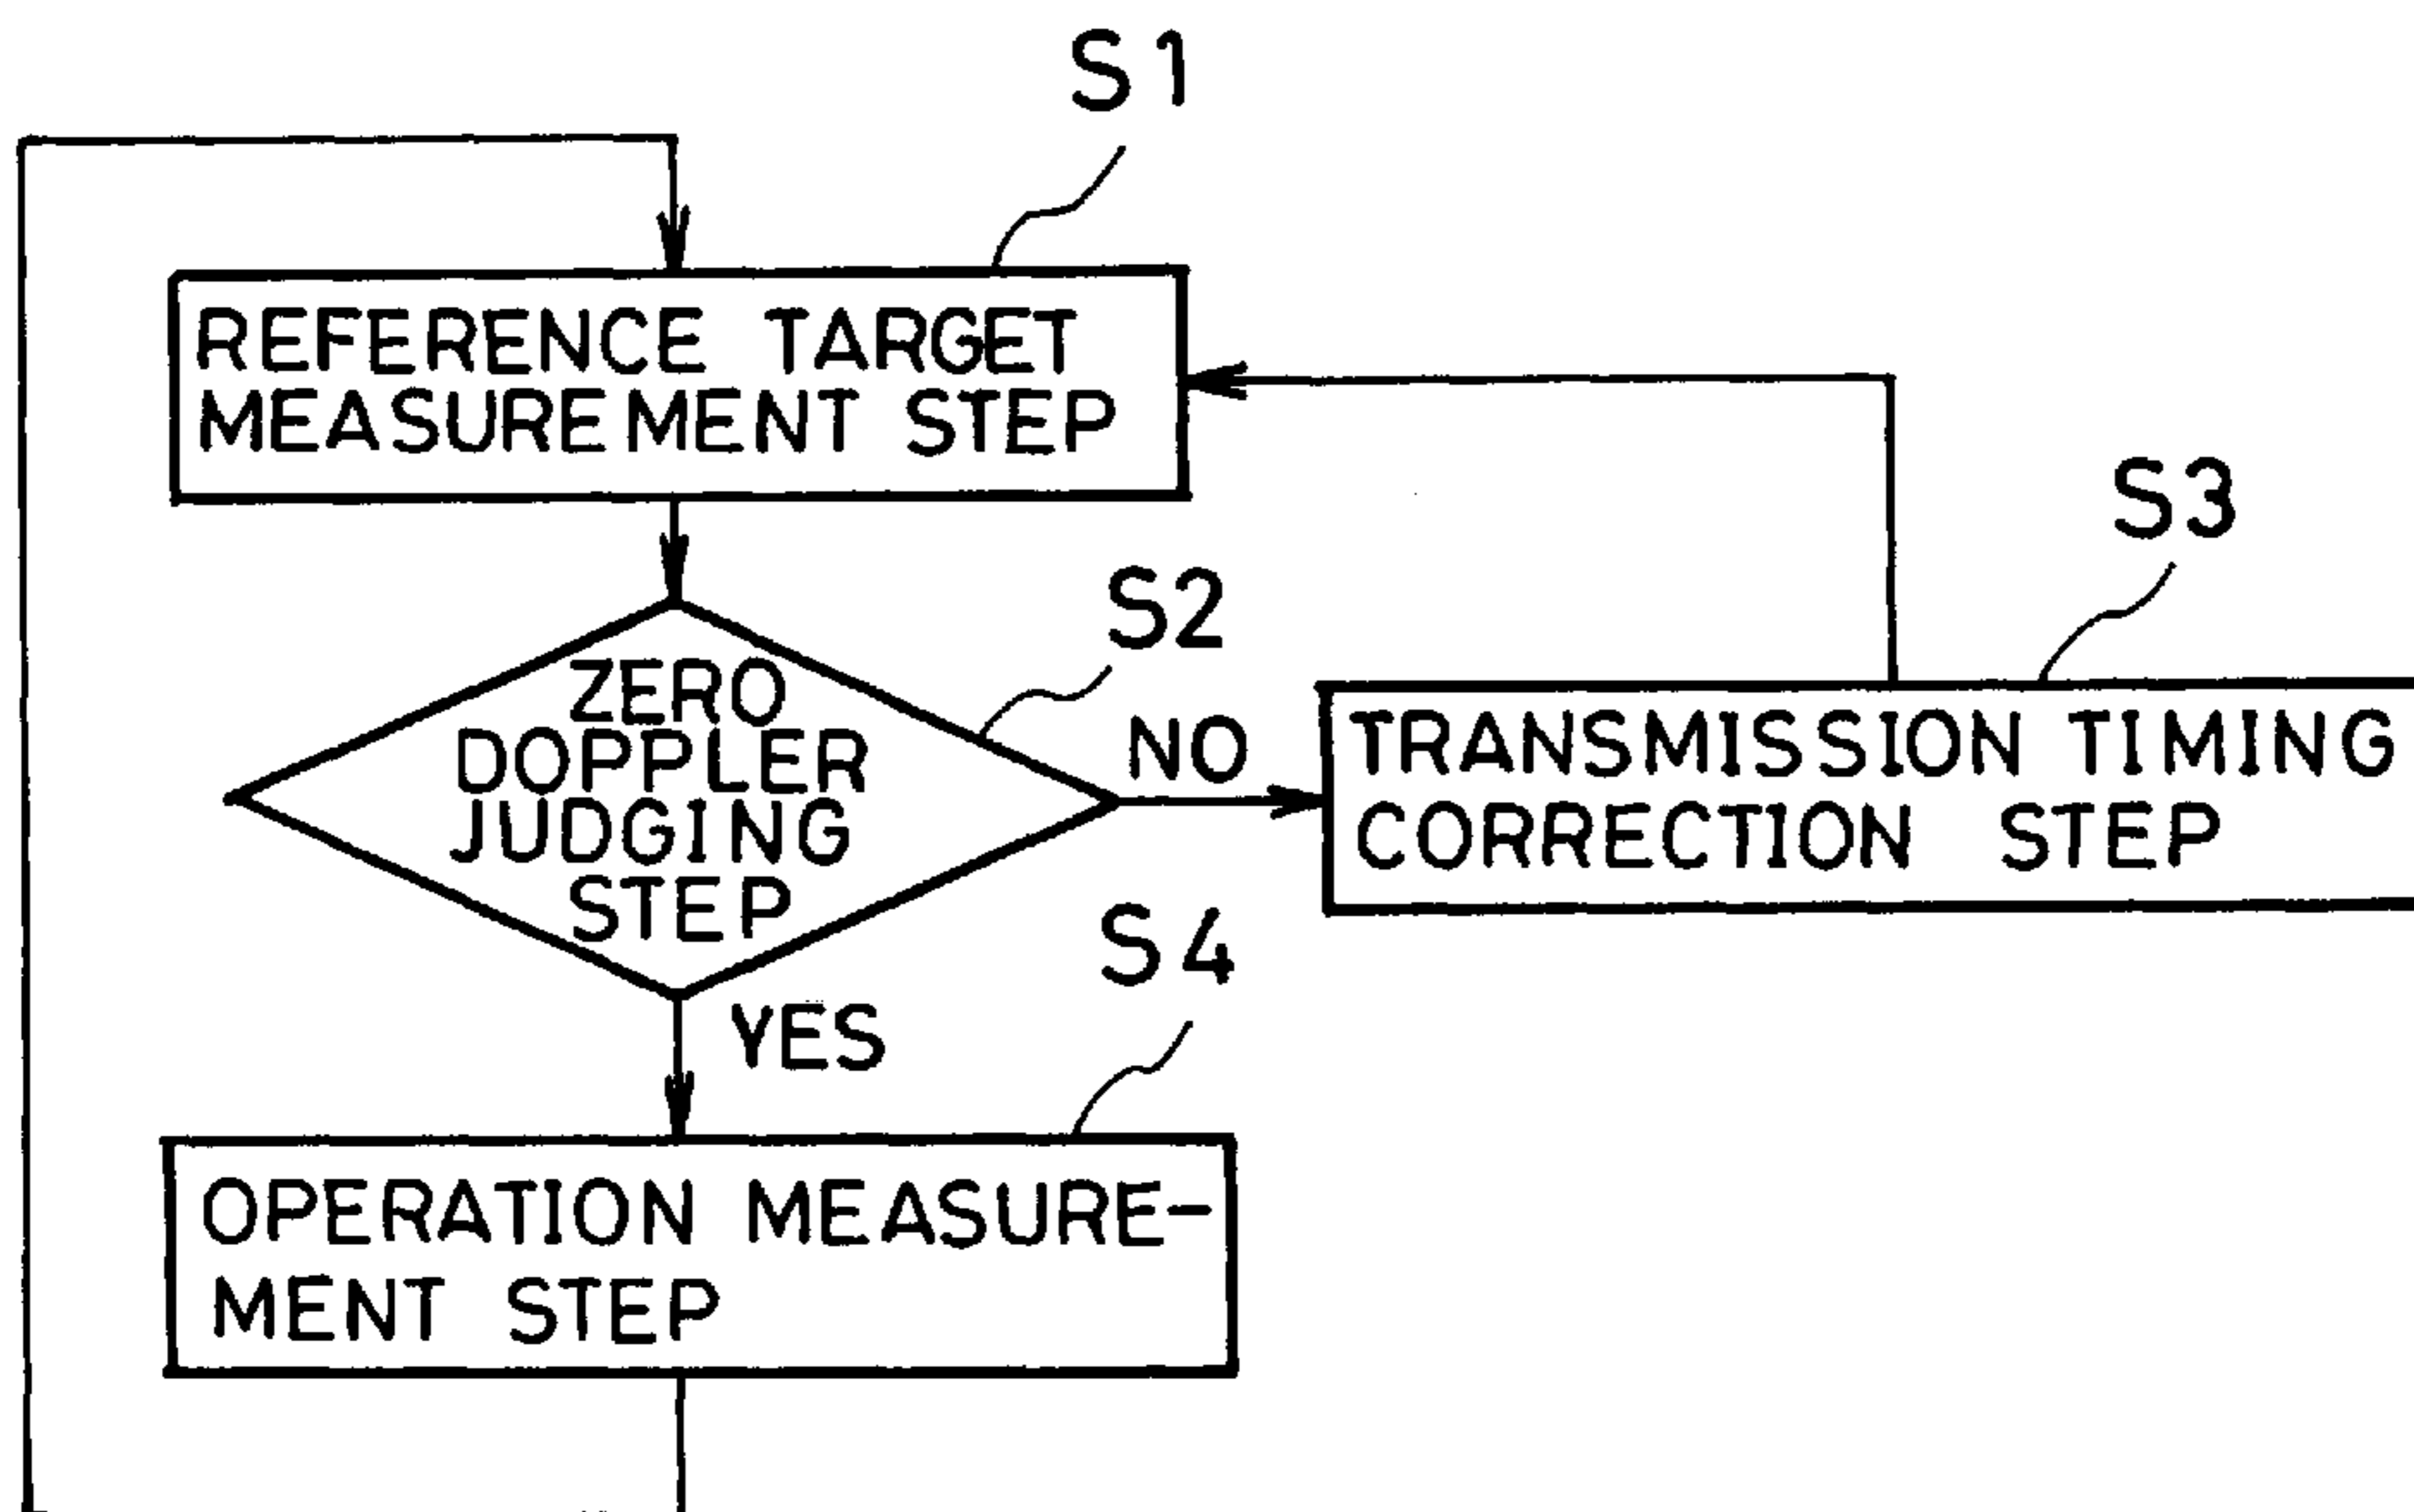 S1
REFERENCE TARGET
MEASUREMENT STEP
S3
S2
ZERO
DOPPLER
JUDGING
STEP
NO
TRANSMISSION TIMING
CORRECTION STEP
S4
YES
OPERATION MEASURE-
MENT STEP